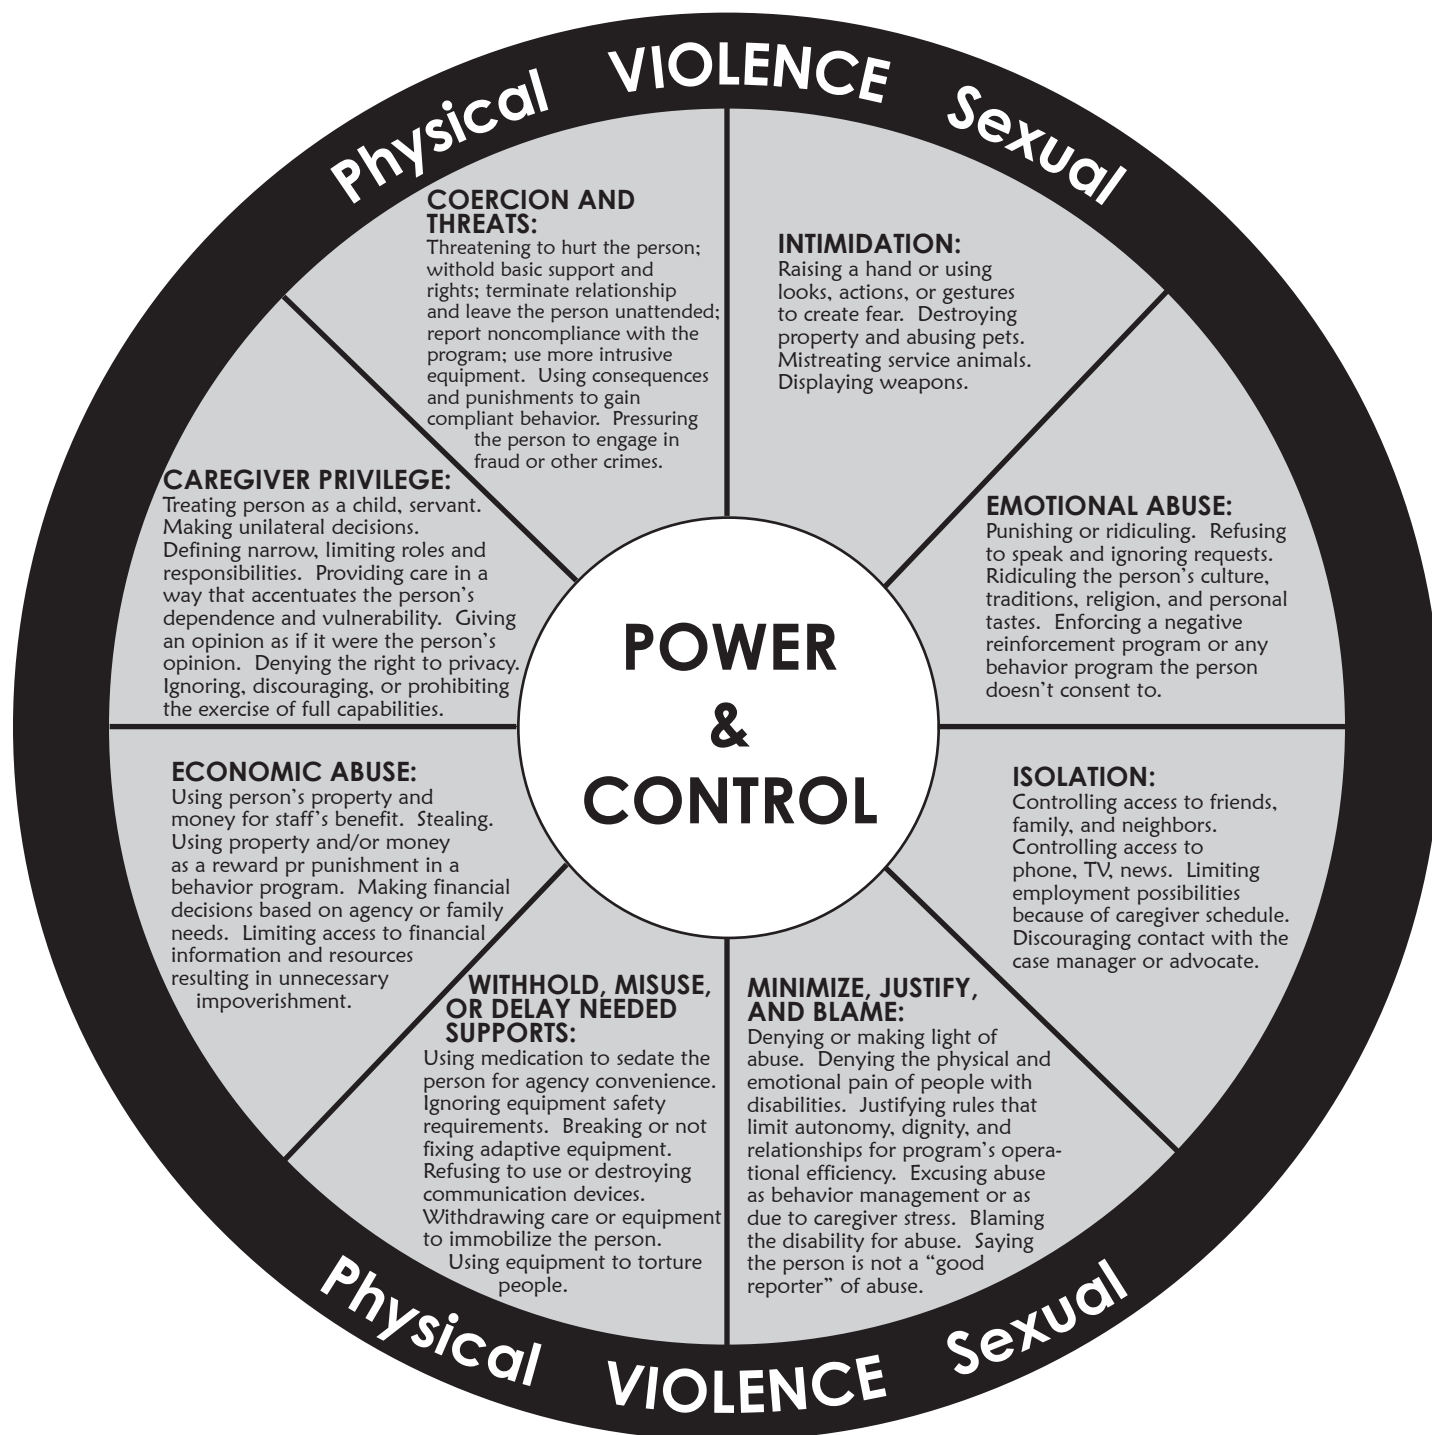 Physical VIOLENCE Sexual
COERCION AND
THREATS:
Threatening to hurt the person;
withold basic support and
rights; terminate relationship
and leave the person unattended;
report noncompliance with the
program; use more intrusive
equipment. Using consequences
and punishments to gain
compliant behavior. Pressuring
the person to engage in
fraud or other crimes.
INTIMIDATION:
Raising a hand or using
looks, actions, or gestures
to create fear. Destroying
property and abusing pets.
Mistreating service animals.
Displaying weapons.
CAREGIVER PRIVILEGE:
Treating person as a child, servant.
Making unilateral decisions.
Defining narrow, limiting roles and
responsibilities. Providing care in a
way that accentuates the person's
dependence and vulnerability. Giving
an opinion as if it were the person's
opinion. Denying the right to privacy.
Ignoring, discouraging, or prohibiting
the exercise of full capabilities.
EMOTIONAL ABUSE:
Punishing or ridiculing. Refusing
to speak and ignoring requests.
Ridiculing the person's culture,
traditions, religion, and personal
tastes. Enforcing a negative
reinforcement program or any
behavior program the person
doesn't consent to.
POWER
&
CONTROL
ECONOMIC ABUSE:
Using person's property and
money for staff's benefit. Stealing.
Using property and/or money
as a reward pr punishment in a
behavior program. Making financial
decisions based on agency or family
needs. Limiting access to financial
information and resources
resulting in unnecessary
impoverishment.
ISOLATION:
Controlling access to friends,
family, and neighbors.
Controlling access to
phone, TV, news. Limiting
employment possibilities
because of caregiver schedule.
Discouraging contact with the
case manager or advocate.
WITHHOLD, MISUSE,
OR DELAY NEEDED
SUPPORTS:
Using medication to sedate the
person for agency convenience.
Ignoring equipment safety
requirements. Breaking or not
fixing adaptive equipment.
Refusing to use or destroying
communication devices.
Withdrawing care or equipment
to immobilize the person.
Using equipment to torture
people.
MINIMIZE, JUSTIFY,
AND BLAME:
Denying or making light of
abuse. Denying the physical and
emotional pain of people with
disabilities. Justifying rules that
limit autonomy, dignity, and
relationships for program's opera-
tional efficiency. Excusing abuse
as behavior management or as
due to caregiver stress. Blaming
the disability for abuse. Saying
the person is not a “good
reporter” of abuse.
Physical VIOLENCE Sexual